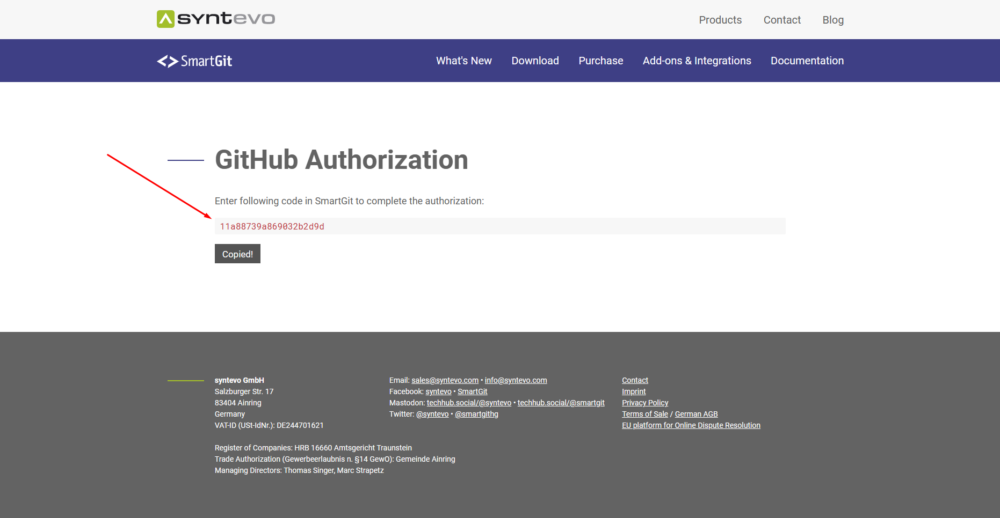 syntevo
Products Contact Blog
SmartGit
What's New Download Purchase Add-ons & Integrations Documentation
GitHub Authorization
Enter following code in SmartGit to complete the authorization:
11a88739a869032b2d9d
Copied!
syntevo GmbH
Salzburger Str. 17
83404 Ainring
Germany
VAT-ID (USt-IdNr.): DE244701621
Register of Companies: HRB 16660 Amtsgericht Traunstein
Trade Authorization (Gewerbeerlaubnis n. §14 GewO): Gemeinde Ainring
Managing Directors: Thomas Singer, Marc Strapetz
Email: sales@syntevo.com • info@syntevo.com
Facebook: syntevo • SmartGit
Mastodon: techhub.social/@syntevo • techhub.social/@smartgit
Twitter: @syntevo • @smartgithg
Contact
Imprint
Privacy Policy
Terms of Sale / German AGB
EU platform for Online Dispute Resolution